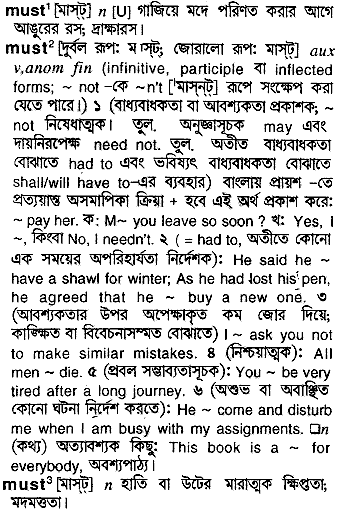 must¹ [মাস্ট্] n [U] গাজিয়ে মদে পরিণত করার আগে
আঙুরের রস; দ্রাক্ষারস।
must² [দুর্বল রূপ: ম্যস্ট্; জোরালো রূপ: মাস্ট্] aux
v,anom fin (infinitive, participle বা inflected
forms; ~ not -কে ~n't ['মাস্ন্ট্] রূপে সংক্ষেপ করা
যেতে পারে।) ১ (বাধ্যবাধকতা বা আবশ্যকতা প্রকাশক; ~
not নিষেধাত্মক। তুল. অনুজ্ঞাসূচক may এবং
দায়নিরপেক্ষ need not. তুল. অতীত বাধ্যবাধকতা
বোঝাতে had to এবং ভবিষ্যৎ বাধ্যবাধকতা বোঝাতে
shall/will have to-এর ব্যবহার) বাংলায় প্রায়শ -তে
প্রত্যয়ান্ত অসমাপিকা ক্রিয়া + হবে এই অর্থ প্রকাশ করে:
~ pay her. ক: M~ you leave so soon ? খ: Yes, I
~, কিংবা No, I needn't. ২ ( = had to, অতীতে কোনো
এক সময়ের অপরিহার্যতা নির্দেশক): He said he ~
have a shawl for winter; As he had lost his pen,
he agreed that he ~ buy a new one. ৩
(আবশ্যকতার উপর অপেক্ষাকৃত কম জোর দিয়ে;
কাঙ্ক্ষিত বা বিবেচনাসম্মত বোঝাতে) I ~ ask you not
to make similar mistakes. ৪ (নিশ্চয়াত্মক): All
men ~ die. ৫ (প্রবল সম্ভাব্যতাসূচক): You ~ be very
tired after a long journey. ৬ (অশুভ বা অবাঞ্ছিত
কোনো ঘটনা নির্দেশ করতে): He ~ come and disturb
me when I am busy with my assignments. □n
(কথ্য) অত্যাবশ্যক কিছু: This book is a ~ for
everybody, অবশ্যপাঠ্য।
must³ [মাস্ট্] n হাতি বা উটের মারাত্মক ক্ষিপ্ততা;
মদমত্ততা।